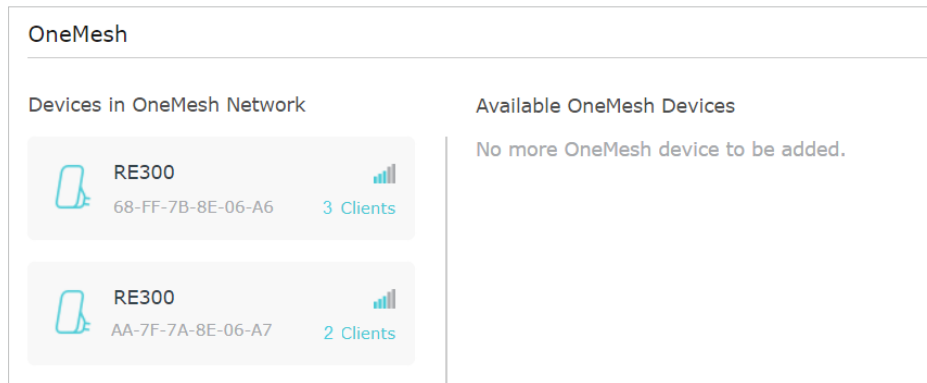 OneMesh
Devices in OneMesh Network
RE300
68-FF-7B-8E-06-A6
3 Clients
RE300
AA-7F-7A-8E-06-A7
2 Clients
Available OneMesh Devices
No more OneMesh device to be added.